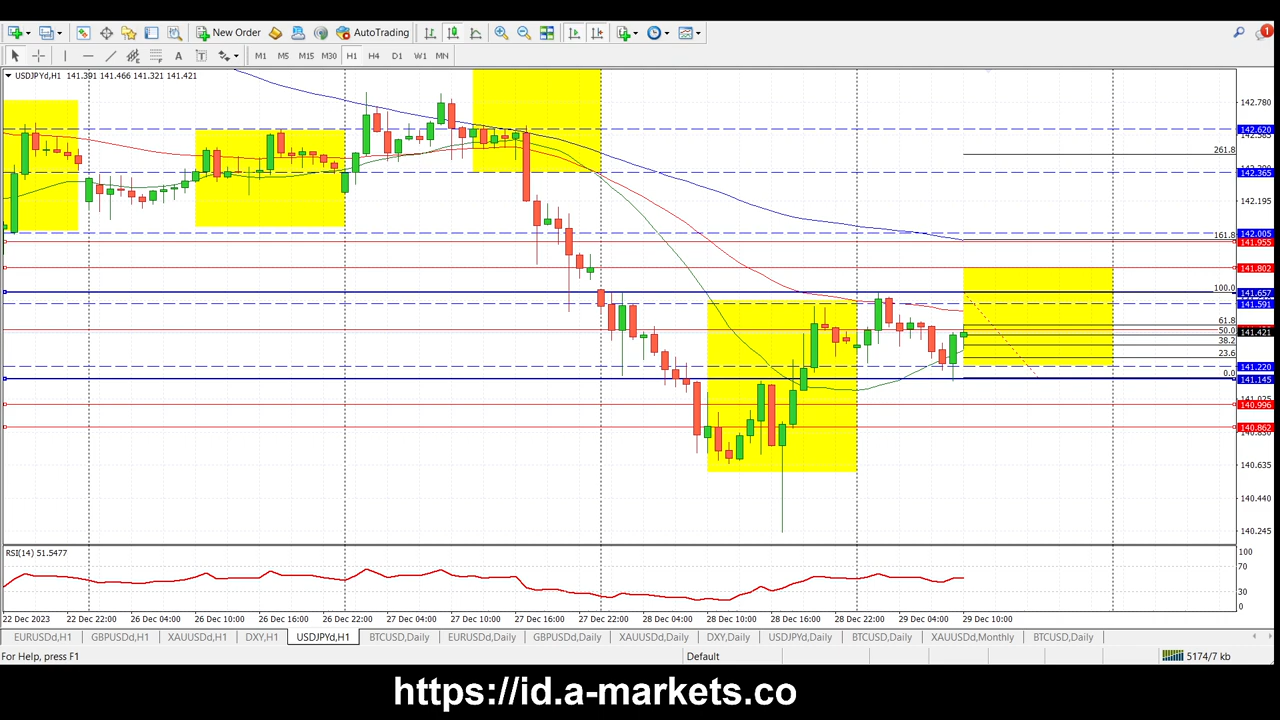 New Order
AutoTrading
1
A
T
M1 M5 M15 M30 H1 H4 D1 W1 MN
USDJPYd,H1 141.391 141.466 141.321 141.421
142.780
142.620
261.8
142.365
142.195
142.005
161.8
141.955
141.802
100.0
141.657
141.591
61.8
50.0
141.421
38.2
23.6
141.220
0.0
141.145
140.996
140.862
140.635
140.440
140.245
RSI(14) 51.5477
100
70
30
0
22 Dec 2023 22 Dec 22:00 26 Dec 04:00 26 Dec 10:00 26 Dec 16:00 26 Dec 22:00 27 Dec 04:00 27 Dec 10:00 27 Dec 16:00 27 Dec 22:00 28 Dec 04:00 28 Dec 10:00 28 Dec 16:00 28 Dec 22:00 29 Dec 04:00 29 Dec 10:00
EURUSDd,H1 GBPUSDd,H1 XAUUSDd,H1 DXY,H1 USDJPYd,H1 BTCUSD,Daily EURUSDd,Daily GBPUSDd,Daily XAUUSDd,Daily DXY,Daily USDJPYd,Daily BTCUSD,Daily XAUUSDd,Monthly BTCUSD,Daily
For Help, press F1
Default
5174/7 kb
https://id.a-markets.co